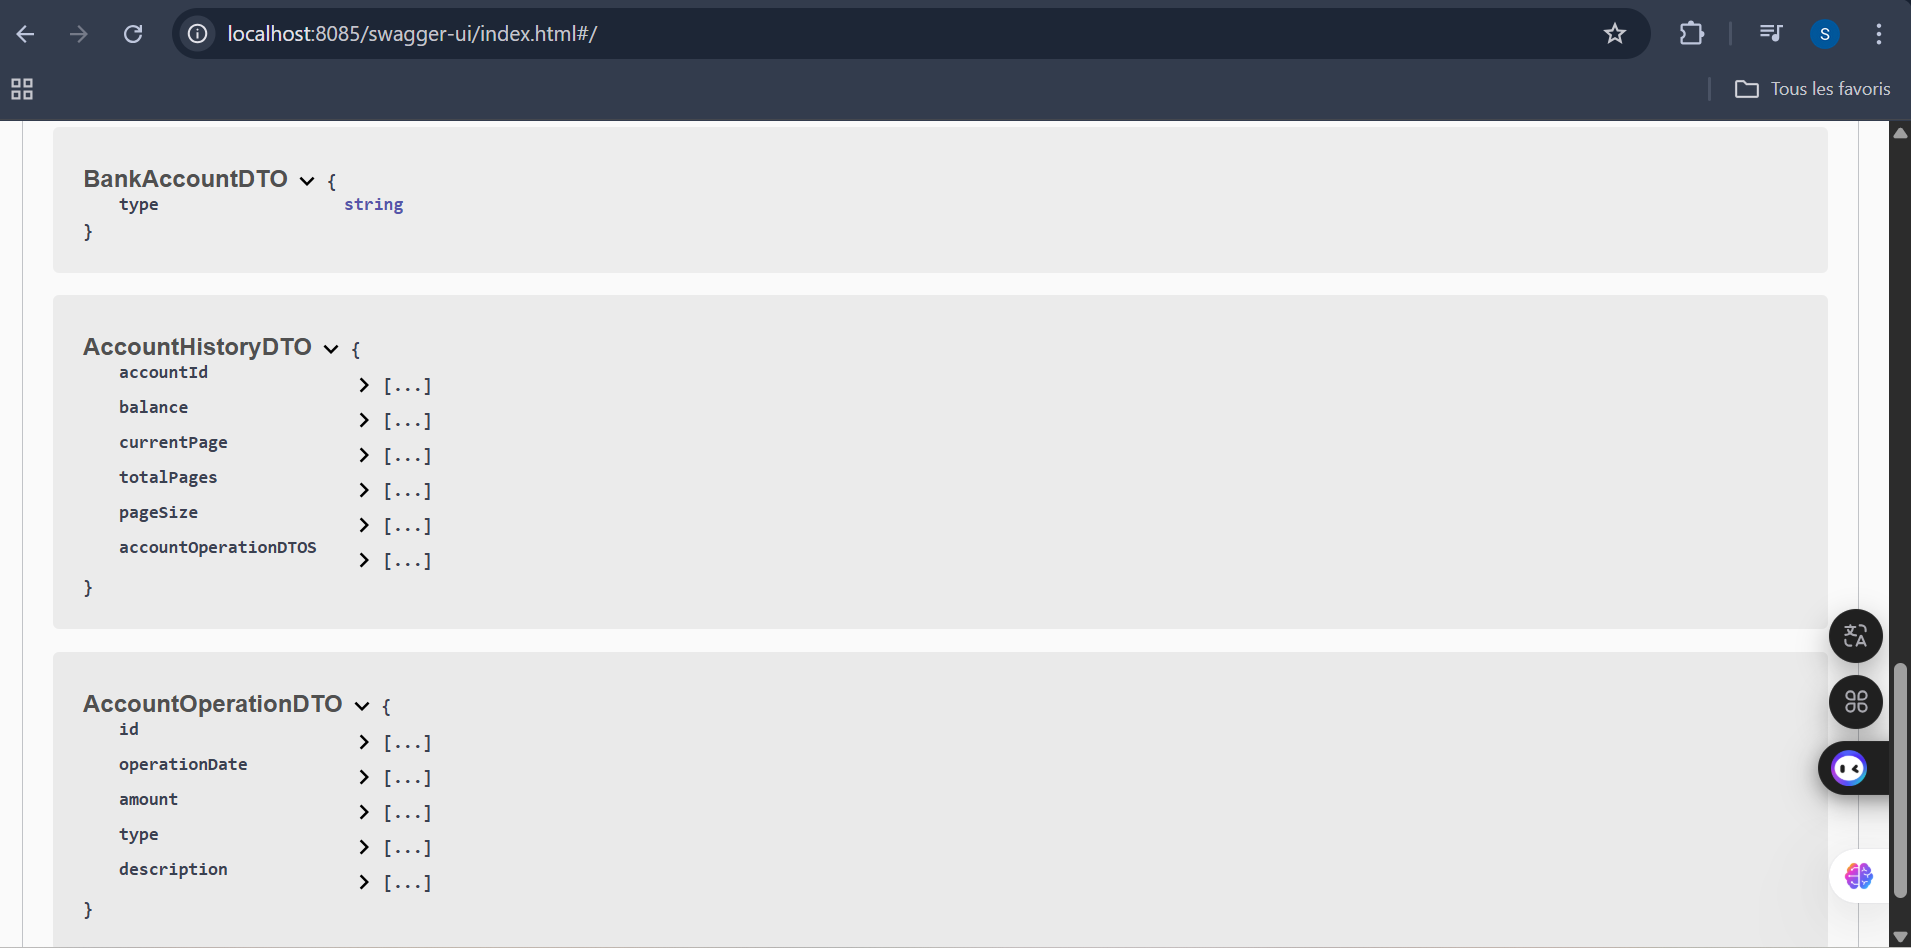 localhost:8085/swagger-ui/index.html#/
S
Tous les favoris
BankAccountDTO {
type string
}
AccountHistoryDTO {
accountId [...]
balance [...]
currentPage [...]
totalPages [...]
pageSize [...]
accountOperationDTOS [...]
}
AccountOperationDTO {
id [...]
operationDate [...]
amount [...]
type [...]
description [...]
}